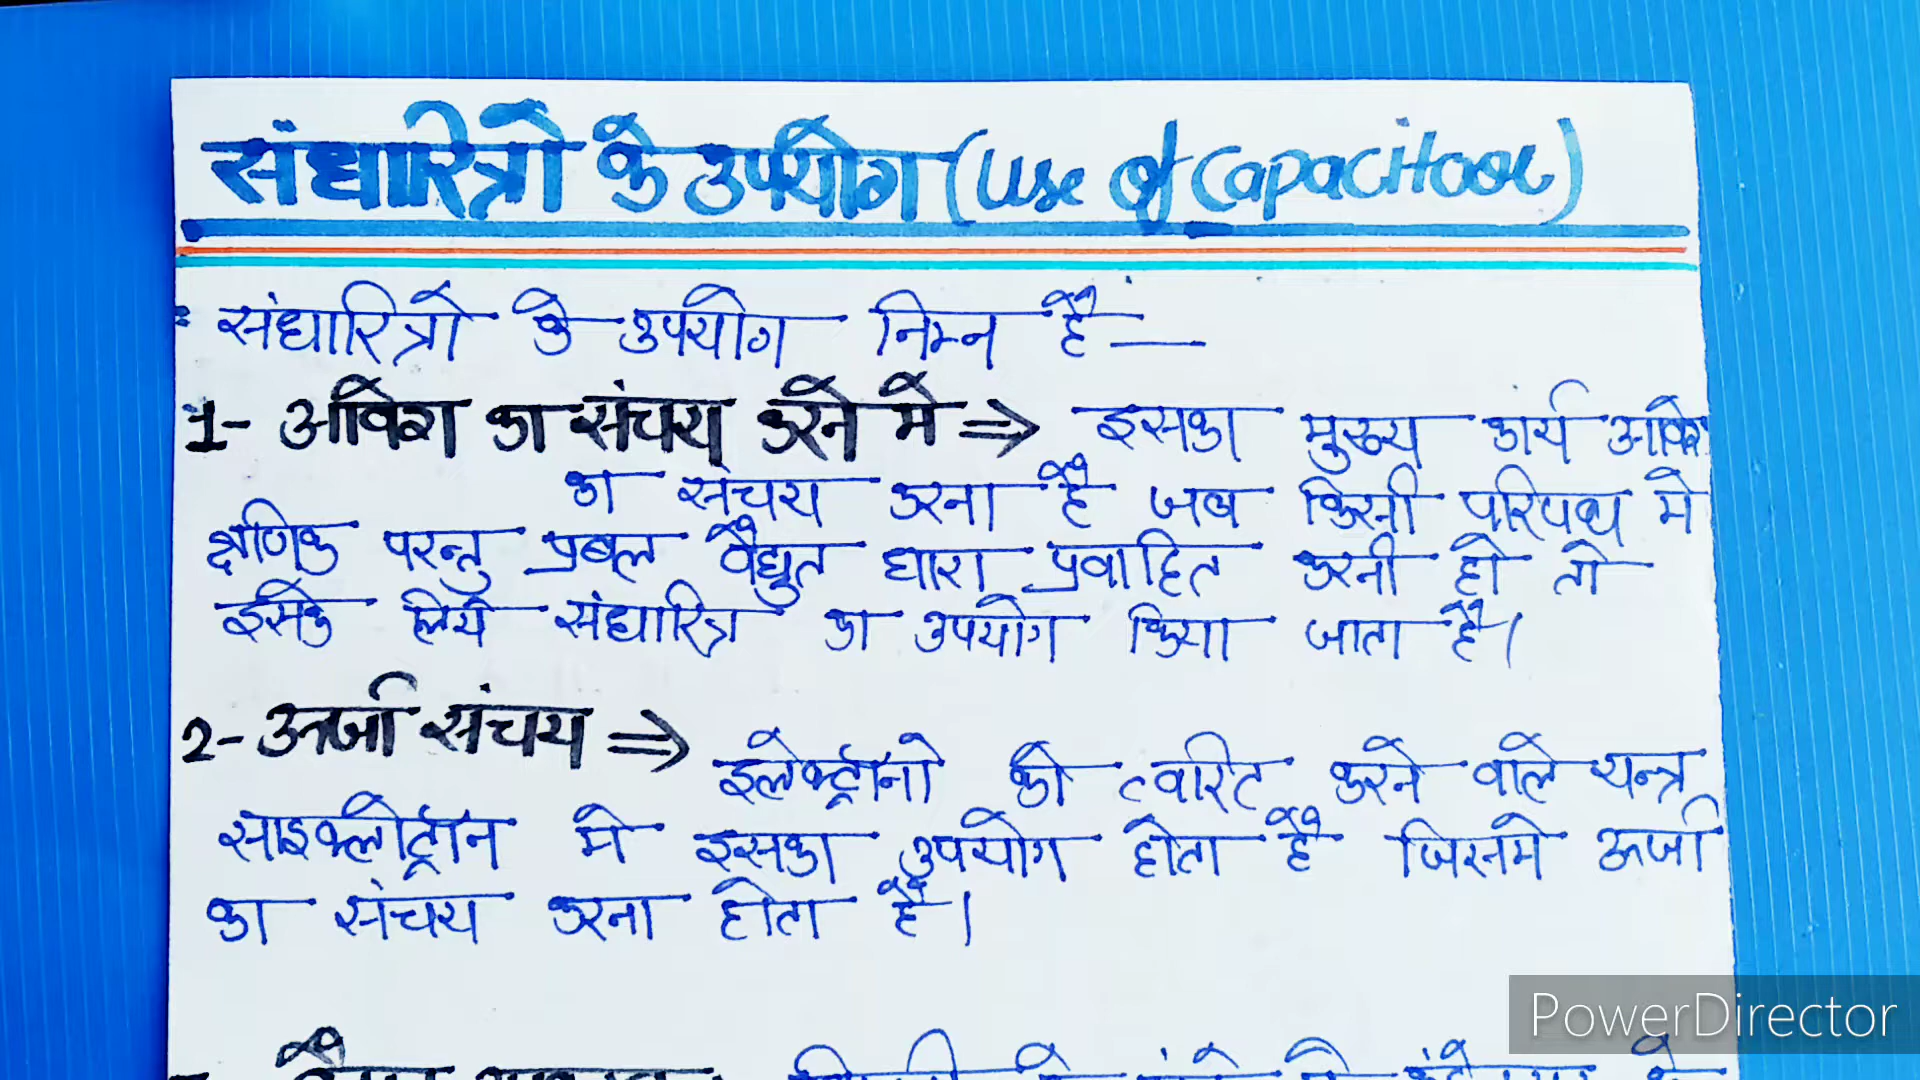 संधारित्रो के उपयोग (Use of Capacitoor)
संधारित्रो के उपयोग निम्न है —
1- आवेश का संचय करने मे ⇒ इसका मुख्य कार्य आवेश
का संचय करना है जब किसी परिपथ मे
क्षणिक परन्तु प्रबल वैद्युत धारा प्रवाहित करनी हो तो
इसके लिये संधारित्र का उपयोग किया जाता है।
2- ऊर्जा संचय ⇒ इलेक्ट्रॉनो को त्वरित करने वाले यन्त्र
साइक्लोट्रॉन मे इसका उपयोग होता है जिसमे ऊर्जा
का संचय करना होता है।
PowerDirector